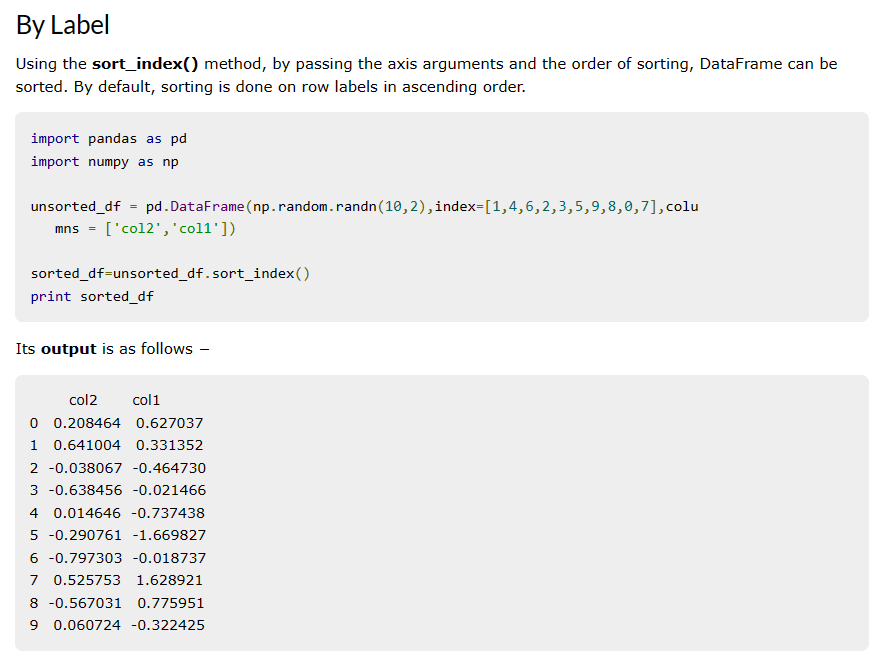 By Label
Using the sort_index() method, by passing the axis arguments and the order of sorting, DataFrame can be
sorted. By default, sorting is done on row labels in ascending order.
import pandas as pd
import numpy as np
unsorted_df = pd.DataFrame(np.random.randn(10,2),index=[1,4,6,2,3,5,9,8,0,7],colu
   mns = ['col2','col1'])
sorted_df=unsorted_df.sort_index()
print sorted_df
Its output is as follows −
     col2    col1
0  0.208464  0.627037
1  0.641004  0.331352
2 -0.038067 -0.464730
3 -0.638456 -0.021466
4  0.014646 -0.737438
5 -0.290761 -1.669827
6 -0.797303 -0.018737
7  0.525753  1.628921
8 -0.567031  0.775951
9  0.060724 -0.322425